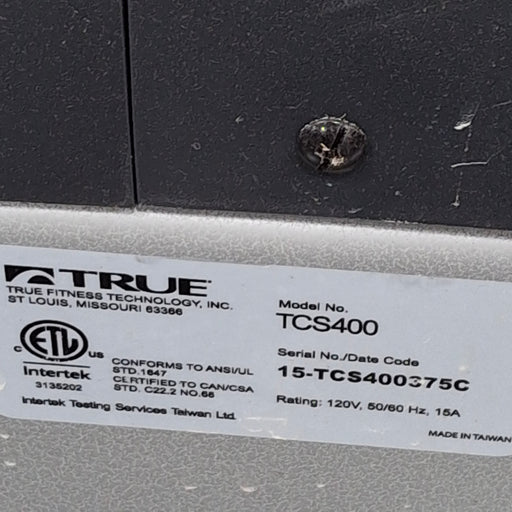 TRUE
TRUE FITNESS TECHNOLOGY, INC.
ST LOUIS, MISSOURI 63366
C ETL US
Intertek
3135202
CONFORMS TO ANSI/UL
STD.1647
CERTIFIED TO CAN/CSA
STD. C22.2 NO.68
Intertek Testing Services Taiwan Ltd.
Model No.
TCS400
Serial No./Date Code
15-TCS400375C
Rating: 120V, 50/60 Hz, 15A
MADE IN TAIWAN